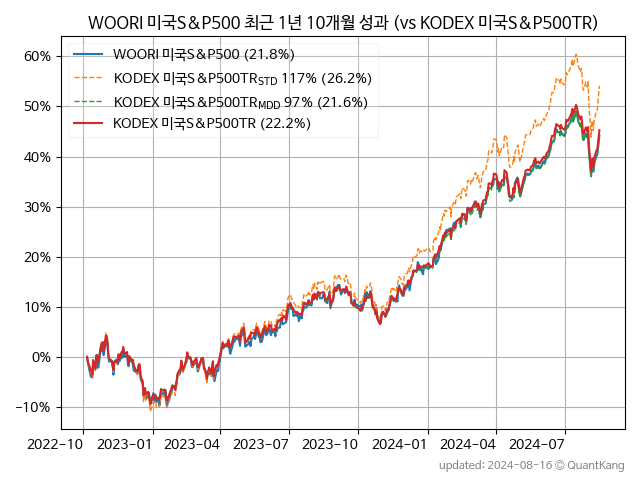 WOORI 미국S&P500 최근 1년 10개월 성과 (vs KODEX 미국S&P500TR)
WOORI 미국S&P500 (21.8%)
KODEX 미국S&P500TRSTD 117% (26.2%)
KODEX 미국S&P500TRMDD 97% (21.6%)
KODEX 미국S&P500TR (22.2%)
60%
50%
40%
30%
20%
10%
0%
−10%
2022−10 2023−01 2023−04 2023−07 2023−10 2024−01 2024−04 2024−07
updated: 2024-08-16 © QuantKang